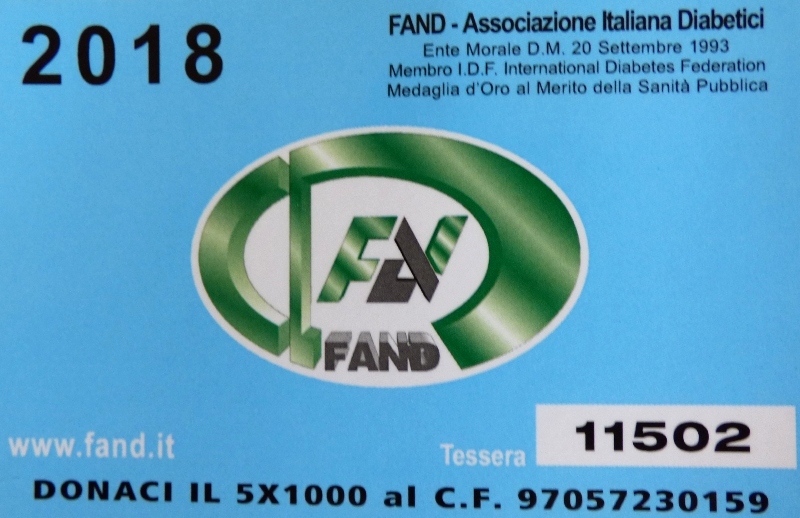 2018
FAND - Associazione Italiana Diabetici
Ente Morale D.M. 20 Settembre 1993
Membro I.D.F. International Diabetes Federation
Medaglia d'Oro al Merito della Sanità Pubblica
FAND
www.fand.it
Tessera 11502
DONACI IL 5X1000 al C.F. 97057230159